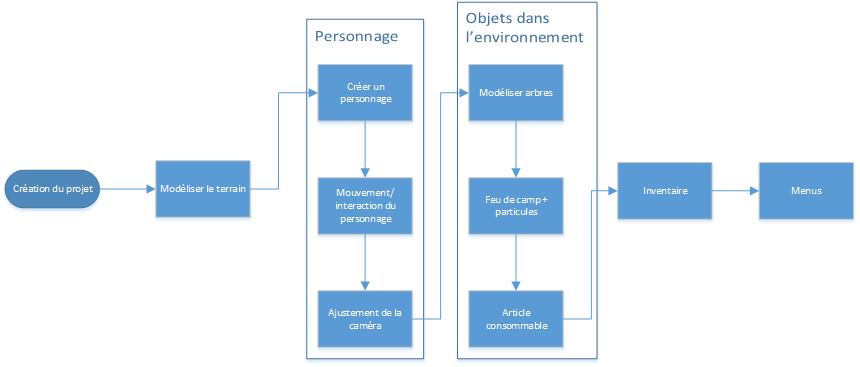 Création du projet
Modéliser le terrain
Personnage
Créer un
personnage
Mouvement/
interaction du
personnage
Ajustement de la
caméra
Objets dans
l’environnement
Modéliser arbres
Feu de camp+
particules
Article
consommable
Inventaire
Menus